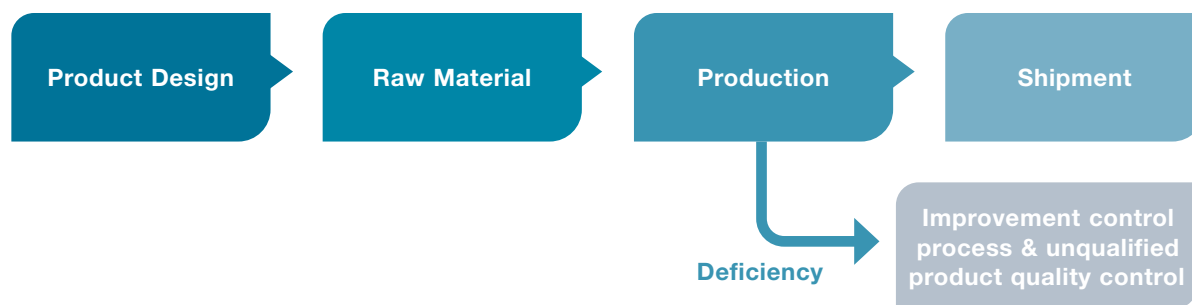 Product Design
Raw Material
Production
Shipment
Deficiency
Improvement control
process & unqualified
product quality control